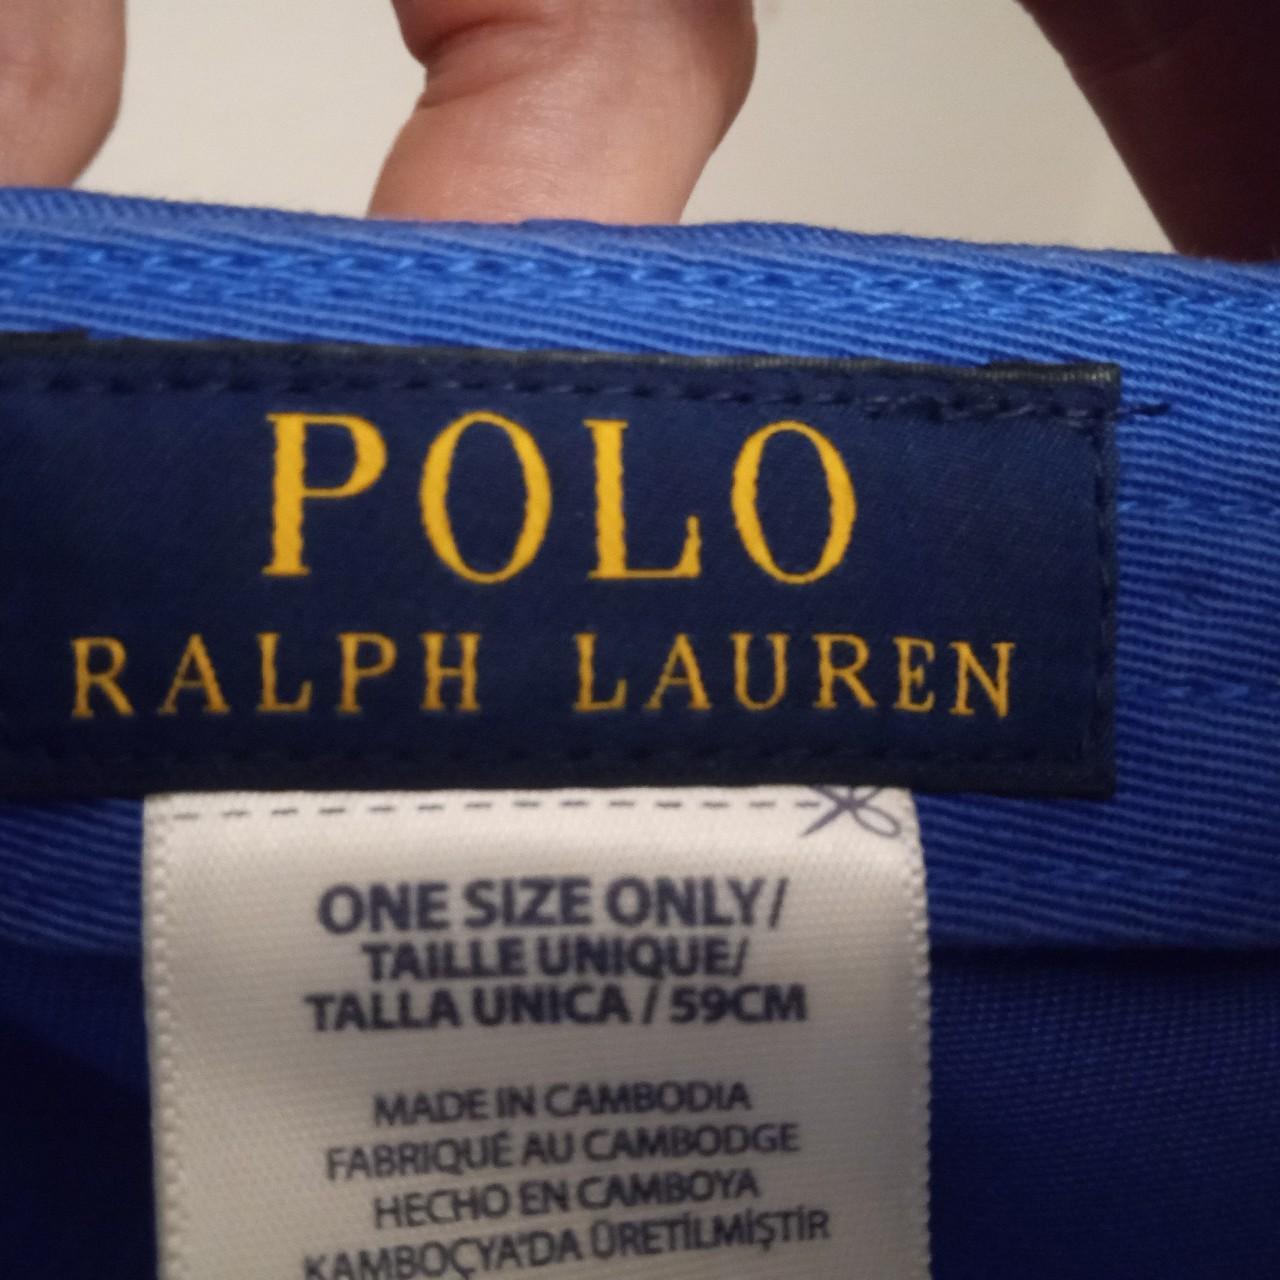 POLO
RALPH LAUREN
ONE SIZE ONLY/
TAILLE UNIQUE/
TALLA UNICA / 59CM
MADE IN CAMBODIA
FABRIQUÉ AU CAMBODGE
HECHO EN CAMBOYA
KAMBOÇYA'DA ÜRETİLMİŞTİR